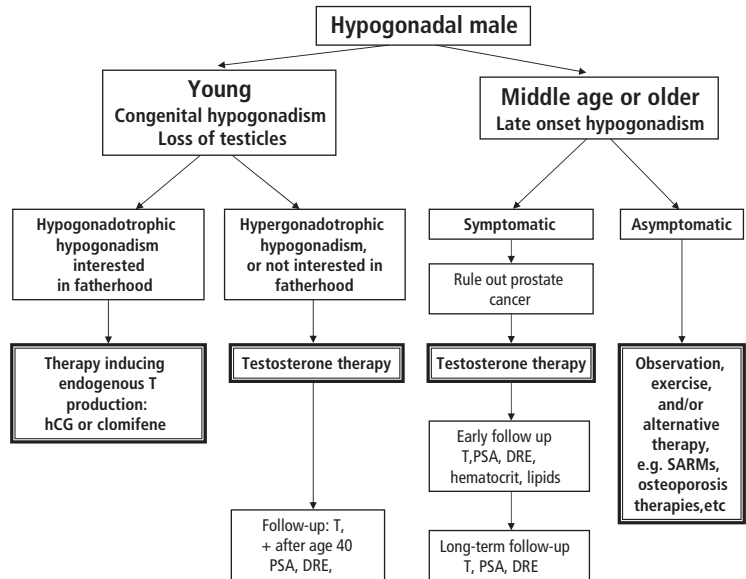 Hypogonadal male
Young
Congenital hypogonadism
Loss of testicles
Middle age or older
Late onset hypogonadism
Hypogonadotrophic
hypogonadism
interested
in fatherhood
Hypergonadotrophic
hypogonadism,
or not interested in
fatherhood
Symptomatic
Asymptomatic
Rule out prostate
cancer
Therapy inducing
endogenous T
production:
hCG or clomifene
Testosterone therapy
Testosterone therapy
Observation,
exercise,
and/or
alternative
therapy,
e.g. SARMs,
osteoporosis
therapies,etc
Early follow up
T,PSA, DRE,
hematocrit, lipids
Follow-up: T,
+ after age 40
PSA, DRE,
Long-term follow-up
T, PSA, DRE